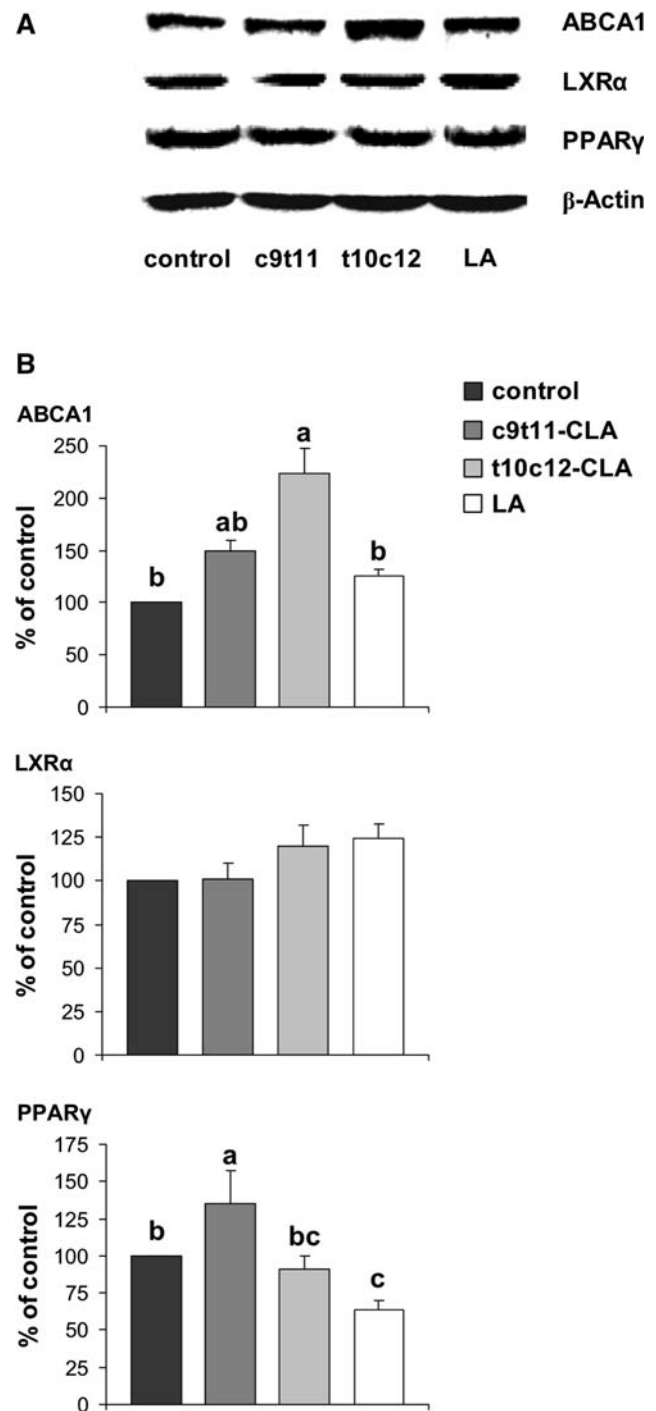 A
ABCA1
LXRα
PPARγ
β-Actin
control c9t11 t10c12 LA
B
control
c9t11-CLA
t10c12-CLA
LA
ABCA1
% of control
250
200
150
100
50
0
b ab a b
LXRα
% of control
150
125
100
75
50
25
0
PPARγ
% of control
175
150
125
100
75
50
25
0
b a bc c